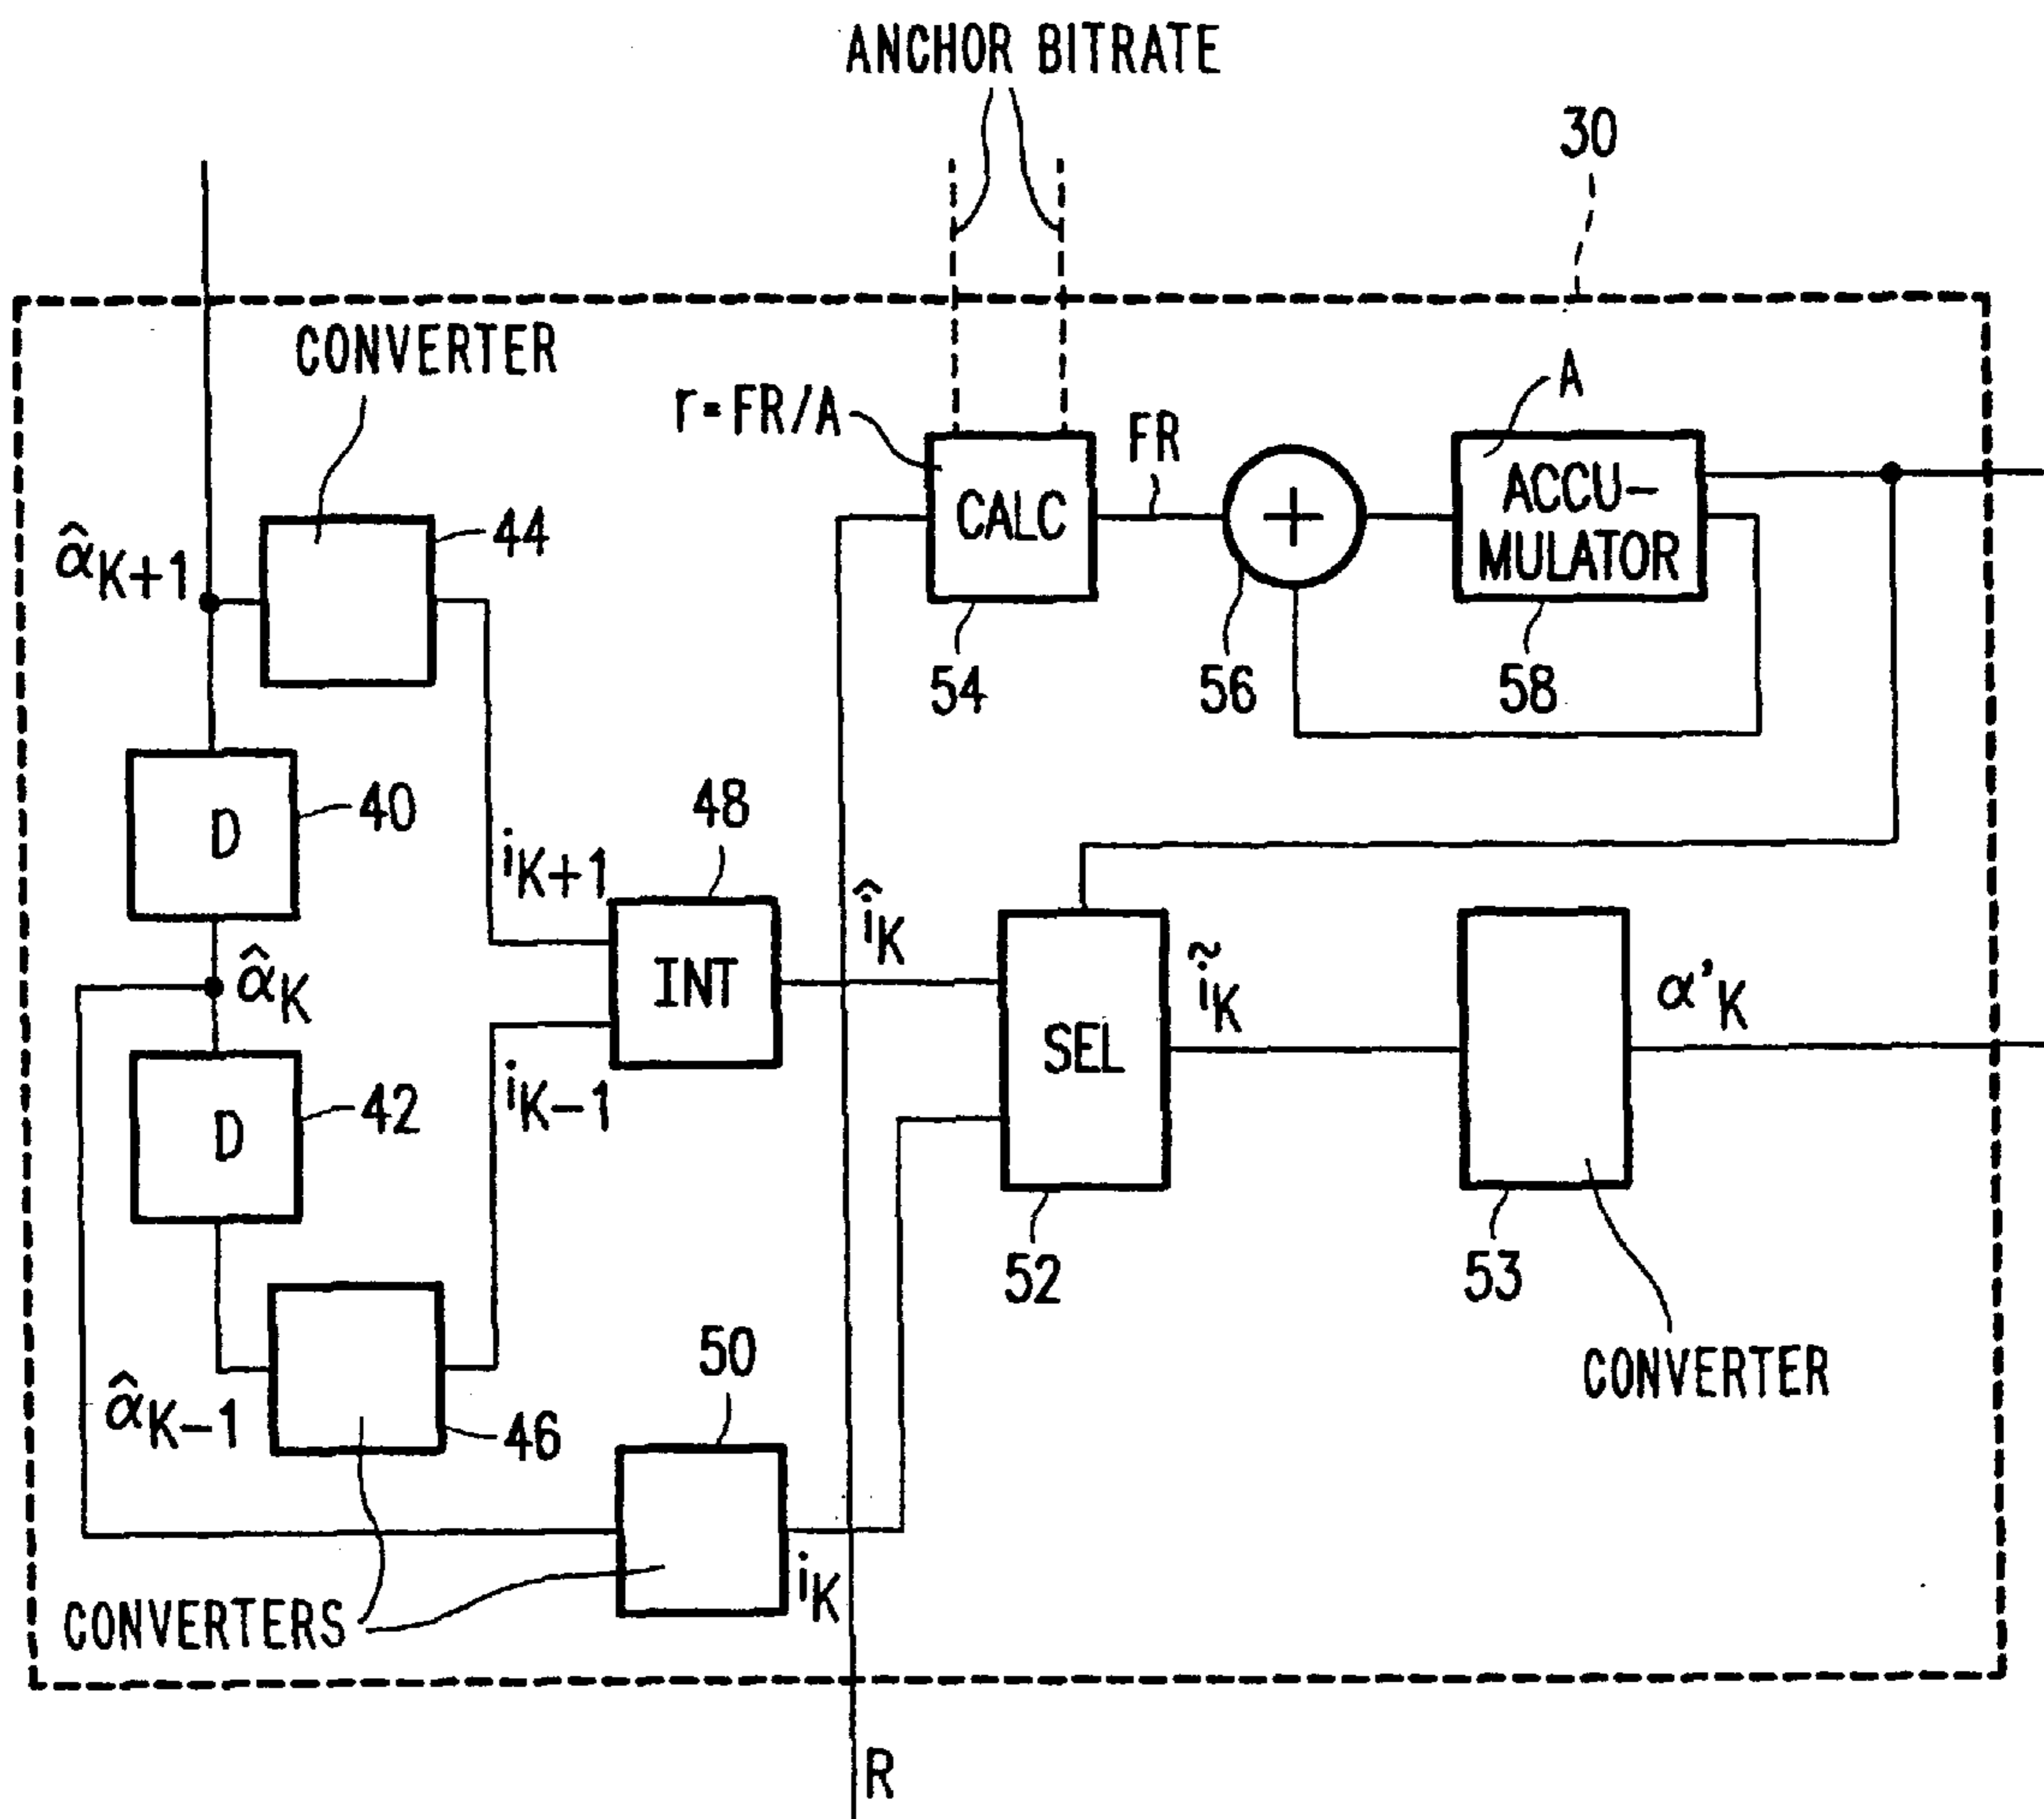 ANCHOR BITRATE
30
CONVERTER
r=FR/A
FR
A
CALC
+
ACCU-
MULATOR
44
α̂K+1
54
56
58
D
40
48
iK+1
îK
INT
SEL
ĩK
α'K
α̂K
iK-1
D
42
52
53
50
CONVERTER
α̂K-1
46
iK
CONVERTERS
R